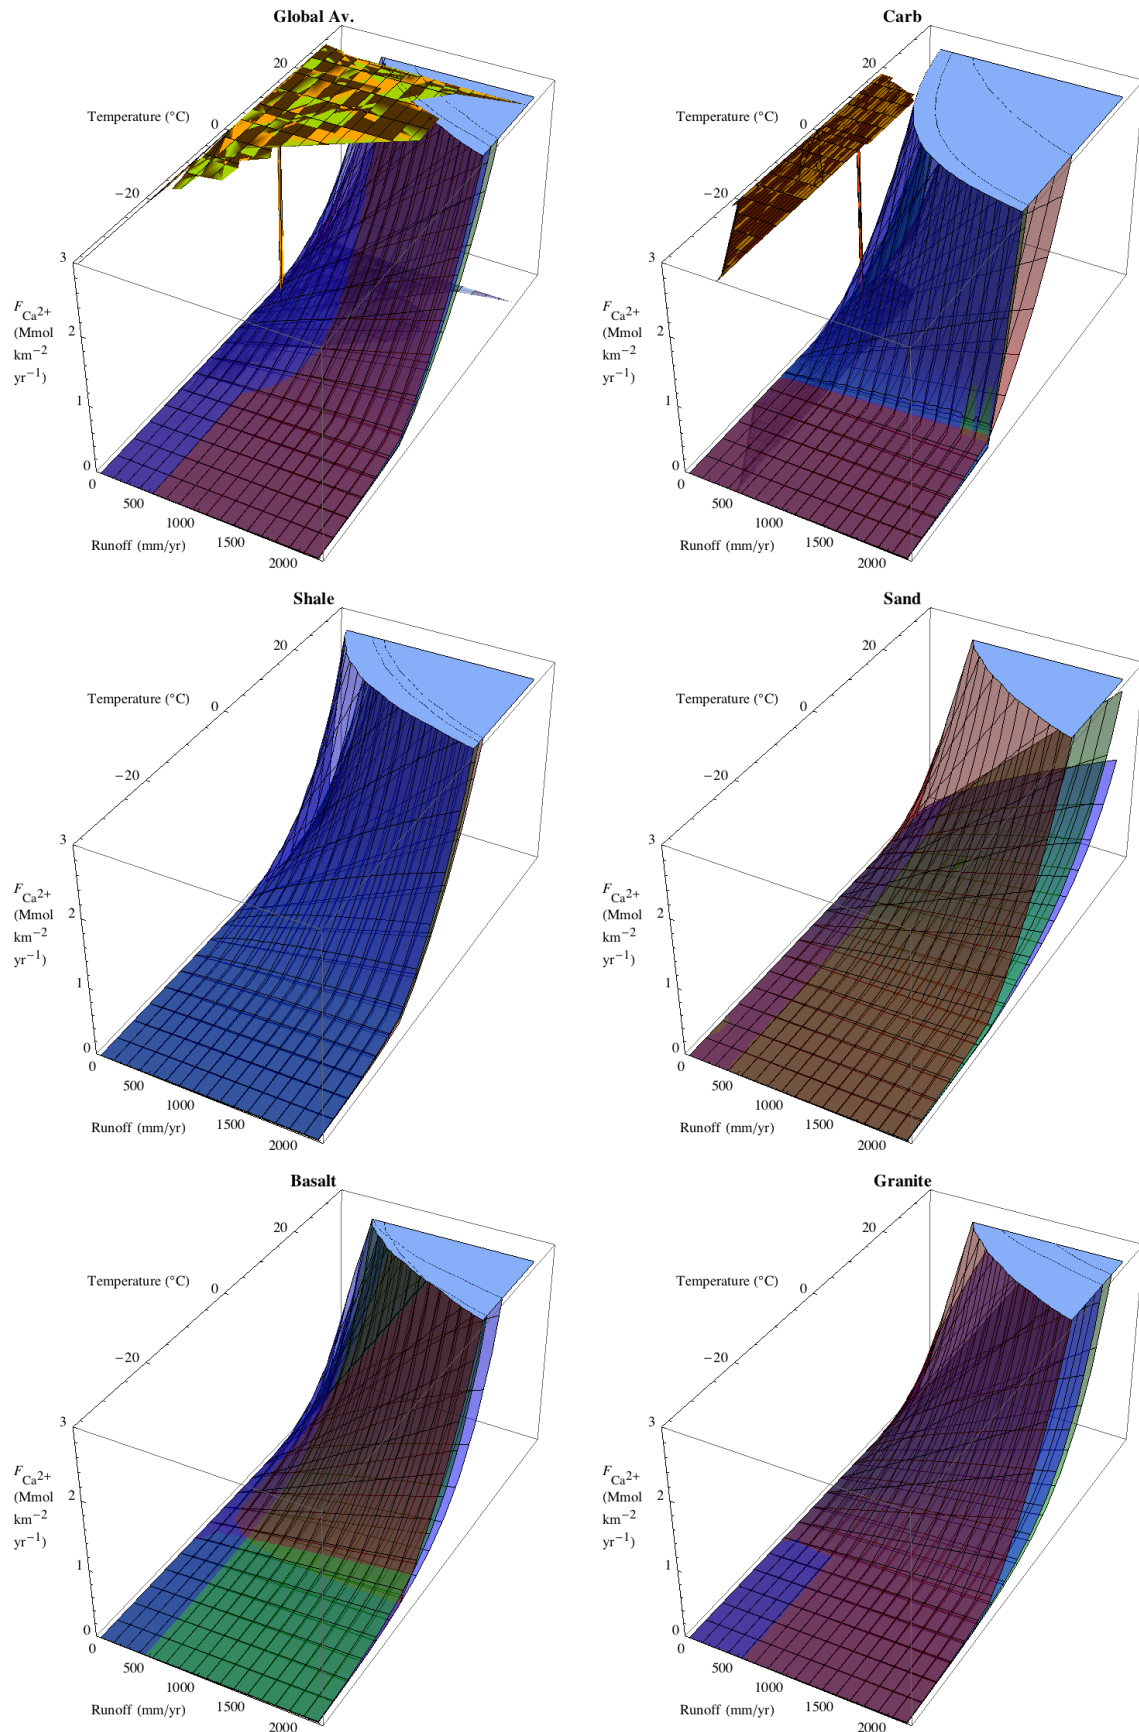 Global Av.
20
Temperature (°C)
0
−20
3
F Ca2+
(Mmol
2
km−2
yr−1)
1
0
0
500
1000
Runoff (mm/yr)
1500
2000
Carb
20
Temperature (°C)
0
−20
3
F Ca2+
(Mmol
2
km−2
yr−1)
1
0
0
500
1000
Runoff (mm/yr)
1500
2000
Shale
20
Temperature (°C)
0
−20
3
F Ca2+
(Mmol
2
km−2
yr−1)
1
0
0
500
1000
Runoff (mm/yr)
1500
2000
Sand
20
Temperature (°C)
0
−20
3
F Ca2+
(Mmol
2
km−2
yr−1)
1
0
0
500
1000
Runoff (mm/yr)
1500
2000
Basalt
20
Temperature (°C)
0
−20
3
F Ca2+
(Mmol
2
km−2
yr−1)
1
0
0
500
1000
Runoff (mm/yr)
1500
2000
Granite
20
Temperature (°C)
0
−20
3
F Ca2+
(Mmol
2
km−2
yr−1)
1
0
0
500
1000
Runoff (mm/yr)
1500
2000